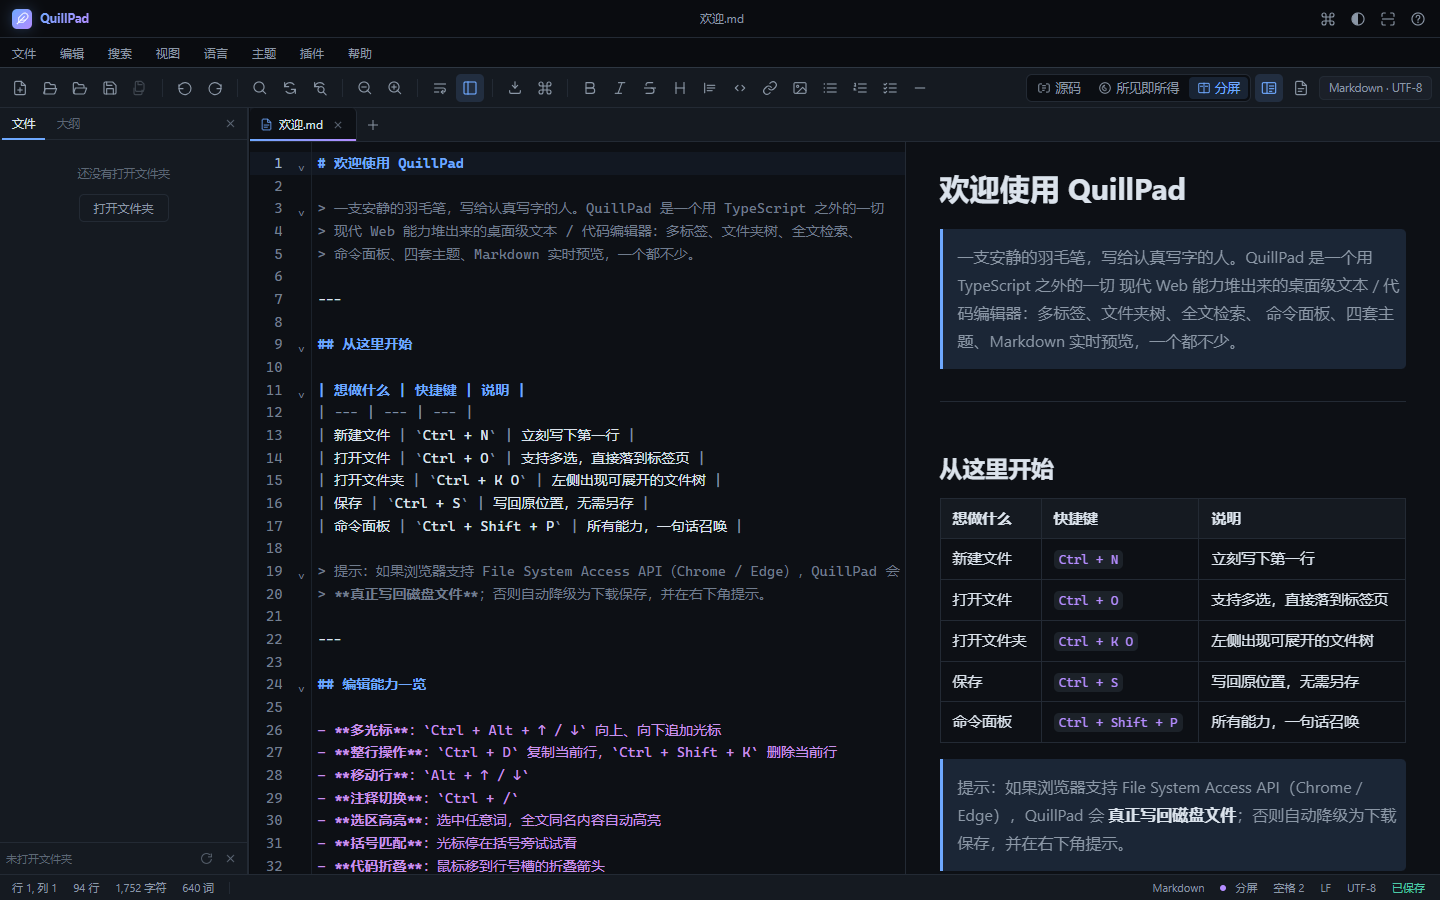 QuillPad
欢迎.md
文件 编辑 搜索 视图 语言 主题 插件 帮助
源码 所见即所得 分屏 Markdown · UTF-8
文件 大纲
欢迎.md
还没有打开文件夹
打开文件夹
未打开文件夹
1 # 欢迎使用 QuillPad
2
3 > 一支安静的羽毛笔，写给认真写字的人。QuillPad 是一个用 TypeScript 之外的一切
4 > 现代 Web 能力堆出来的桌面级文本 / 代码编辑器：多标签、文件夹树、全文检索、
5 > 命令面板、四套主题、Markdown 实时预览，一个都不少。
6
7 ---
8
9 ## 从这里开始
10
11 | 想做什么 | 快捷键 | 说明 |
12 | --- | --- | --- |
13 | 新建文件 | `Ctrl + N` | 立刻写下第一行 |
14 | 打开文件 | `Ctrl + O` | 支持多选，直接落到标签页 |
15 | 打开文件夹 | `Ctrl + K O` | 左侧出现可展开的文件树 |
16 | 保存 | `Ctrl + S` | 写回原位置，无需另存 |
17 | 命令面板 | `Ctrl + Shift + P` | 所有能力，一句话召唤 |
18
19 > 提示：如果浏览器支持 File System Access API（Chrome / Edge），QuillPad 会
20 > **真正写回磁盘文件**；否则自动降级为下载保存，并在右下角提示。
21
22 ---
23
24 ## 编辑能力一览
25
26 - **多光标**：`Ctrl + Alt + ↑ / ↓` 向上、向下追加光标
27 - **整行操作**：`Ctrl + D` 复制当前行，`Ctrl + Shift + K` 删除当前行
28 - **移动行**：`Alt + ↑ / ↓`
29 - **注释切换**：`Ctrl + /`
30 - **选区高亮**：选中任意词，全文同名内容自动高亮
31 - **括号匹配**：光标停在括号旁试试看
32 - **代码折叠**：鼠标移到行号槽的折叠箭头
欢迎使用 QuillPad
一支安静的羽毛笔，写给认真写字的人。QuillPad 是一个用
TypeScript 之外的一切 现代 Web 能力堆出来的桌面级文本 / 代
码编辑器：多标签、文件夹树、全文检索、 命令面板、四套主
题、Markdown 实时预览，一个都不少。
从这里开始
想做什么 快捷键 说明
新建文件 Ctrl + N 立刻写下第一行
打开文件 Ctrl + O 支持多选，直接落到标签页
打开文件夹 Ctrl + K O 左侧出现可展开的文件树
保存 Ctrl + S 写回原位置，无需另存
命令面板 Ctrl + Shift + P 所有能力，一句话召唤
提示：如果浏览器支持 File System Access API（Chrome /
Edge），QuillPad 会 真正写回磁盘文件；否则自动降级为下载
保存，并在右下角提示。
行 1, 列 1 94 行 1,752 字符 640 词 Markdown 分屏 空格 2 LF UTF-8 已保存